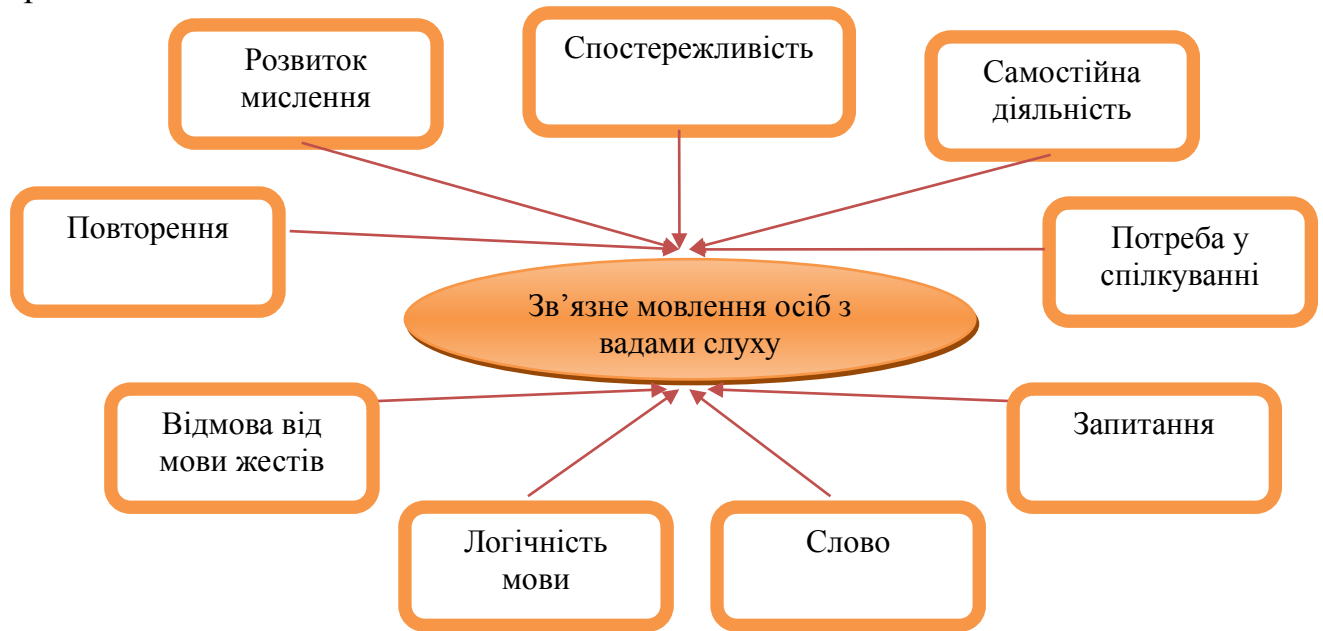 Розвиток
мислення
Спостережливість
Самостійна
діяльність
Повторення
Потреба у
спілкуванні
Зв’язне мовлення осіб з
вадами слуху
Відмова від
мови жестів
Запитання
Логічність
мови
Слово